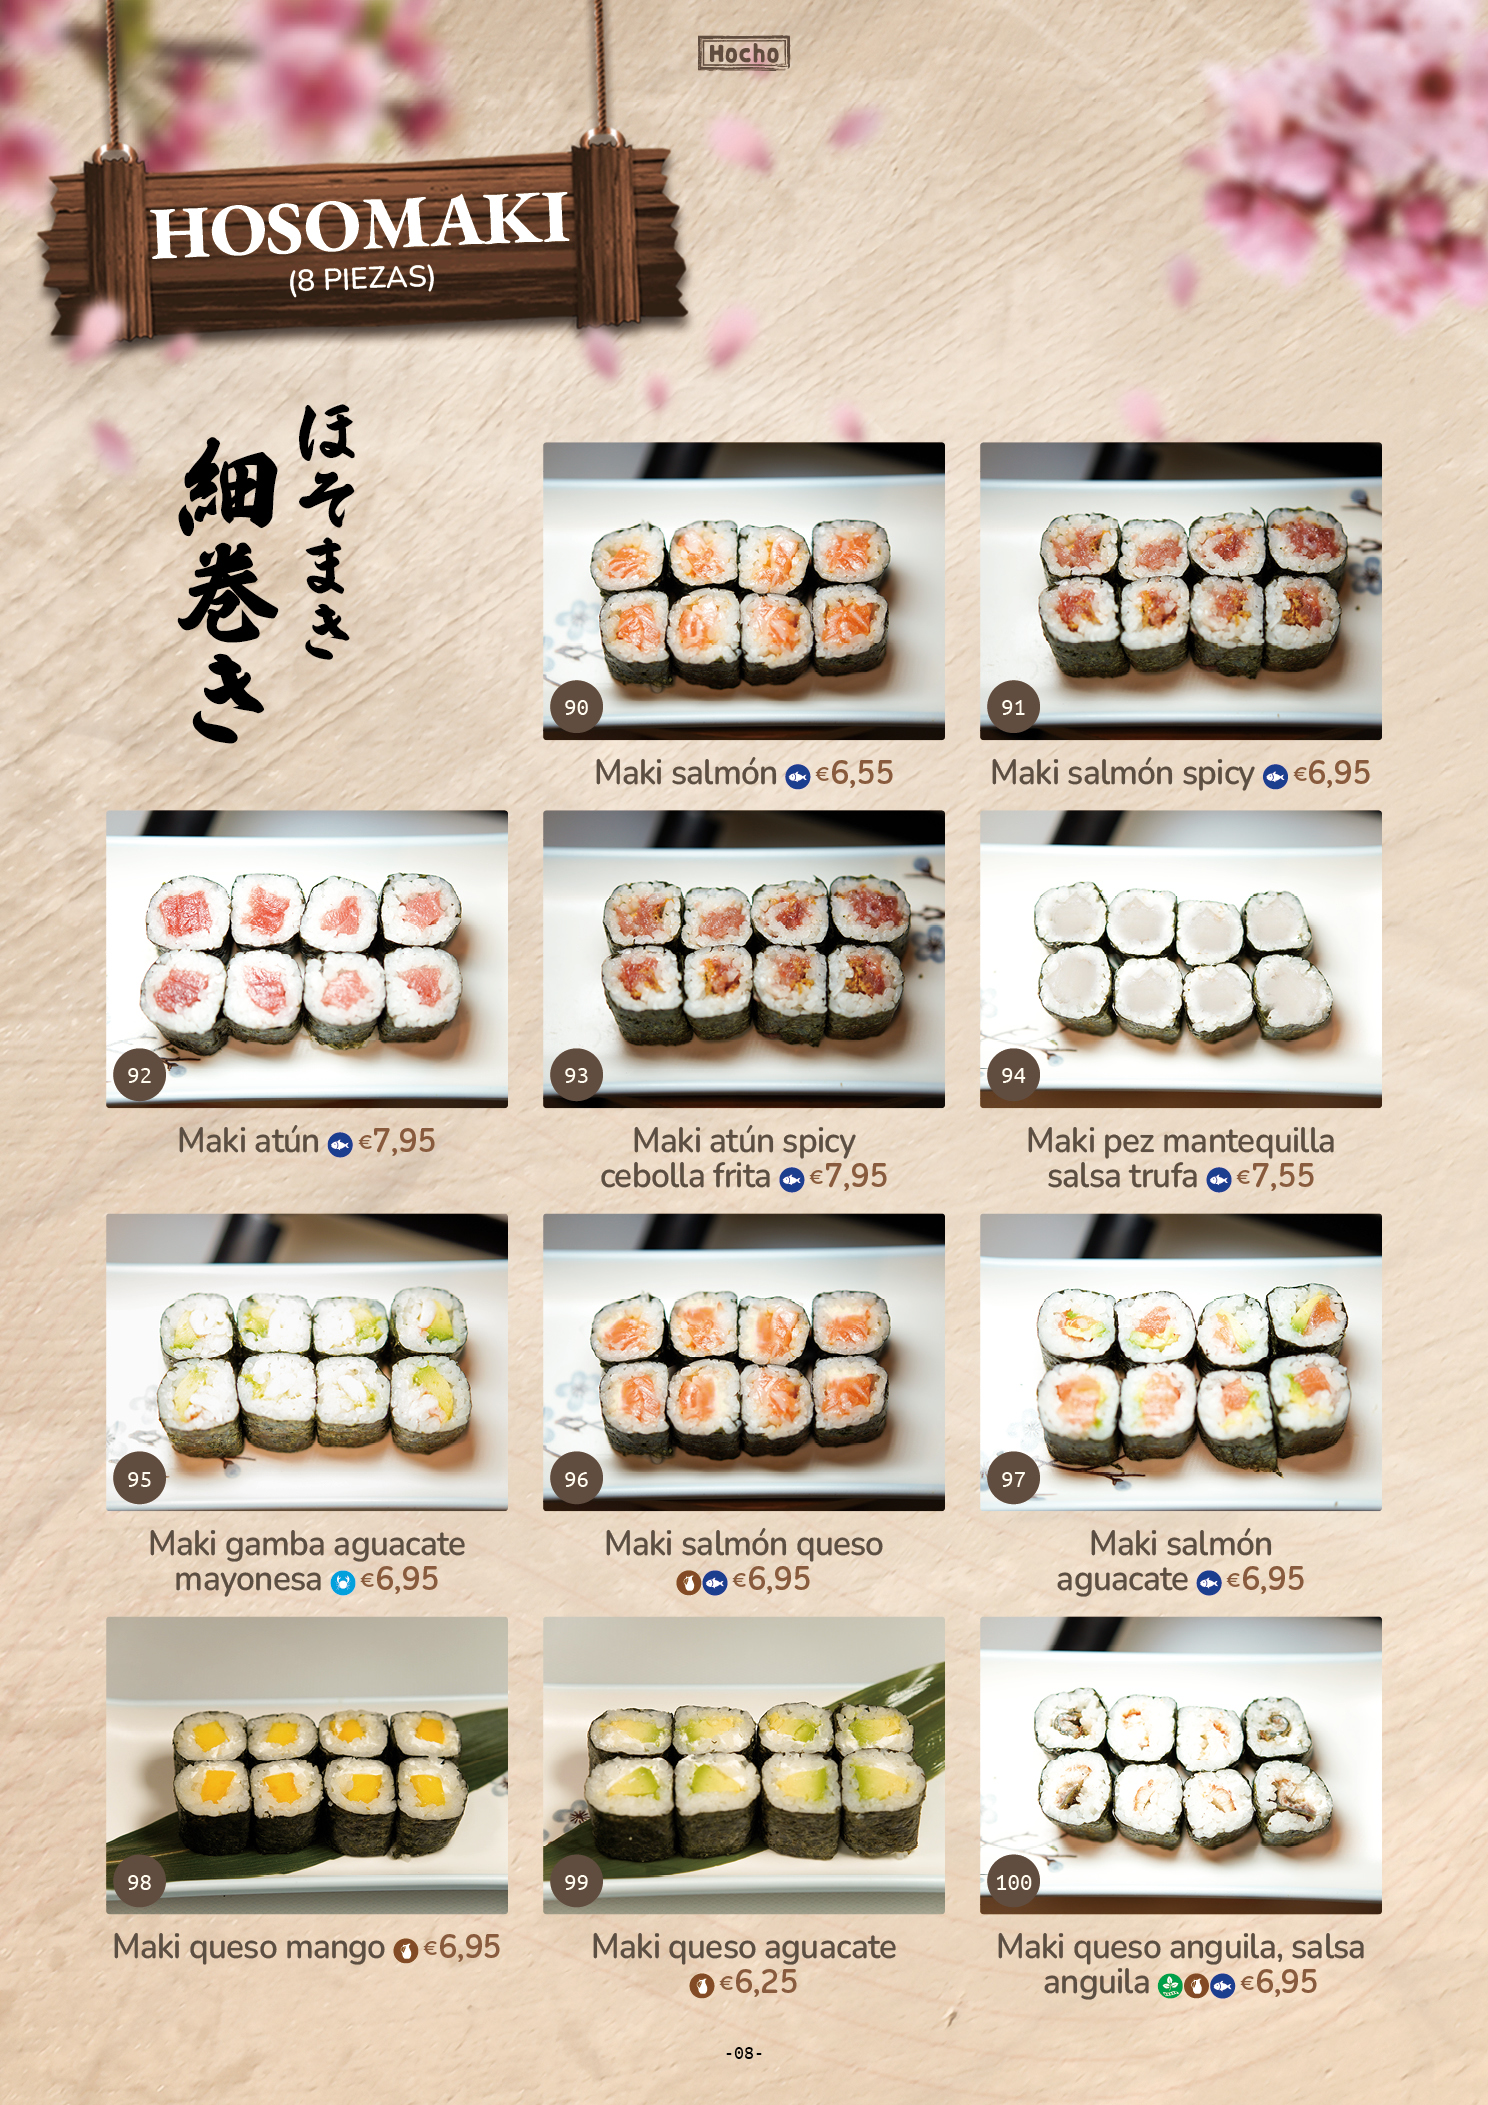 Hocho
HOSOMAKI
(8 PIEZAS)
ほそまき
細巻き
90
Maki salmón €6,55
91
Maki salmón spicy €6,95
92
Maki atún €7,95
93
Maki atún spicy
cebolla frita €7,95
94
Maki pez mantequilla
salsa trufa €7,55
95
Maki gamba aguacate
mayonesa €6,95
96
Maki salmón queso
€6,95
97
Maki salmón
aguacate €6,95
98
Maki queso mango €6,95
99
Maki queso aguacate
€6,25
100
Maki queso anguila, salsa
anguila €6,95
-08-